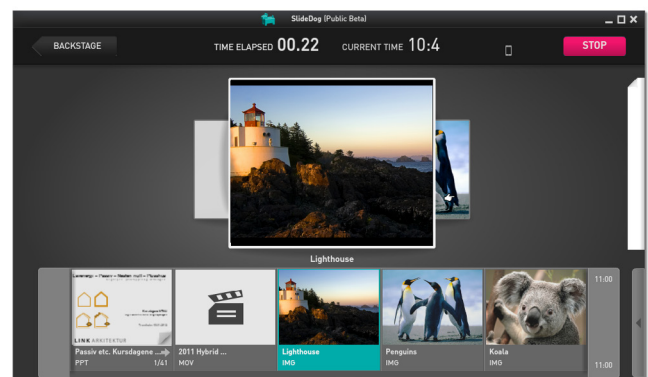 SlideDog (Public Beta)
BACKSTAGE
TIME ELAPSED 00.22
CURRENT TIME 10:4
STOP
Lighthouse
LINK ARKITEKTUR
Passiv etc. Kursdagene ...
PPT 1/41
2011 Hybrid ...
MOV
Lighthouse
IMG
Penguins
IMG
Koala
IMG
11:00
11:00